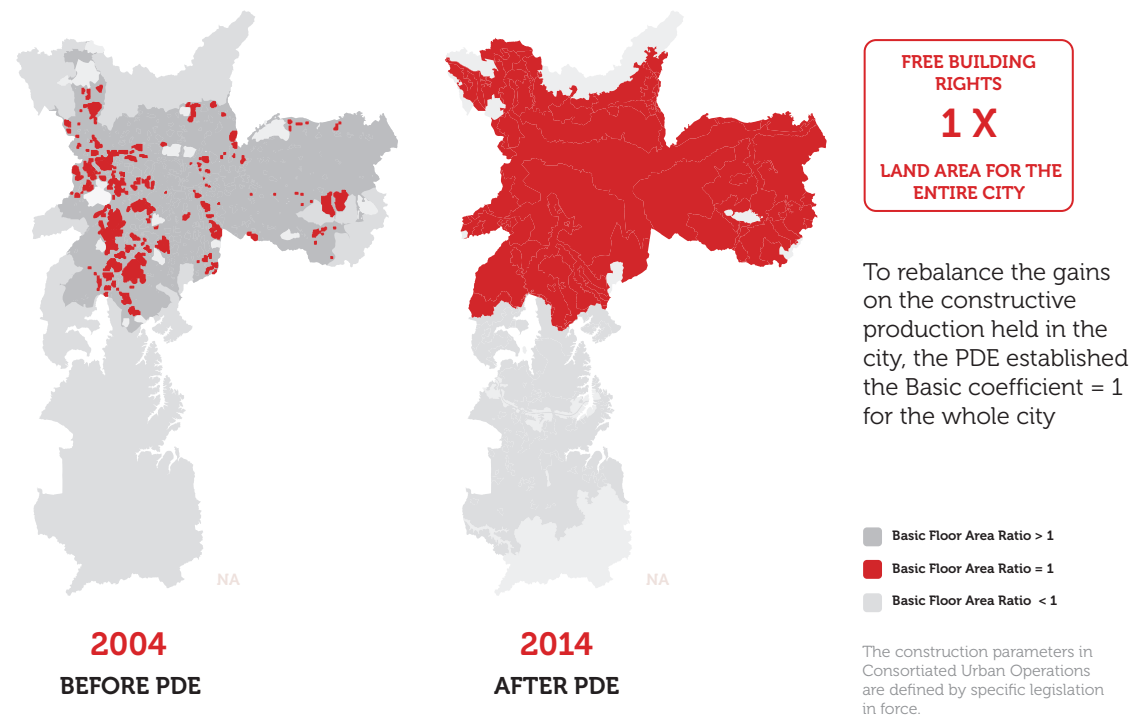 FREE BUILDING
RIGHTS
1 X
LAND AREA FOR THE
ENTIRE CITY
To rebalance the gains
on the constructive
production held in the
city, the PDE established
the Basic coefficient = 1
for the whole city
Basic Floor Area Ratio > 1
Basic Floor Area Ratio = 1
Basic Floor Area Ratio < 1
The construction parameters in
Consortiated Urban Operations
are defined by specific legislation
in force.
NA
2004
BEFORE PDE
NA
2014
AFTER PDE